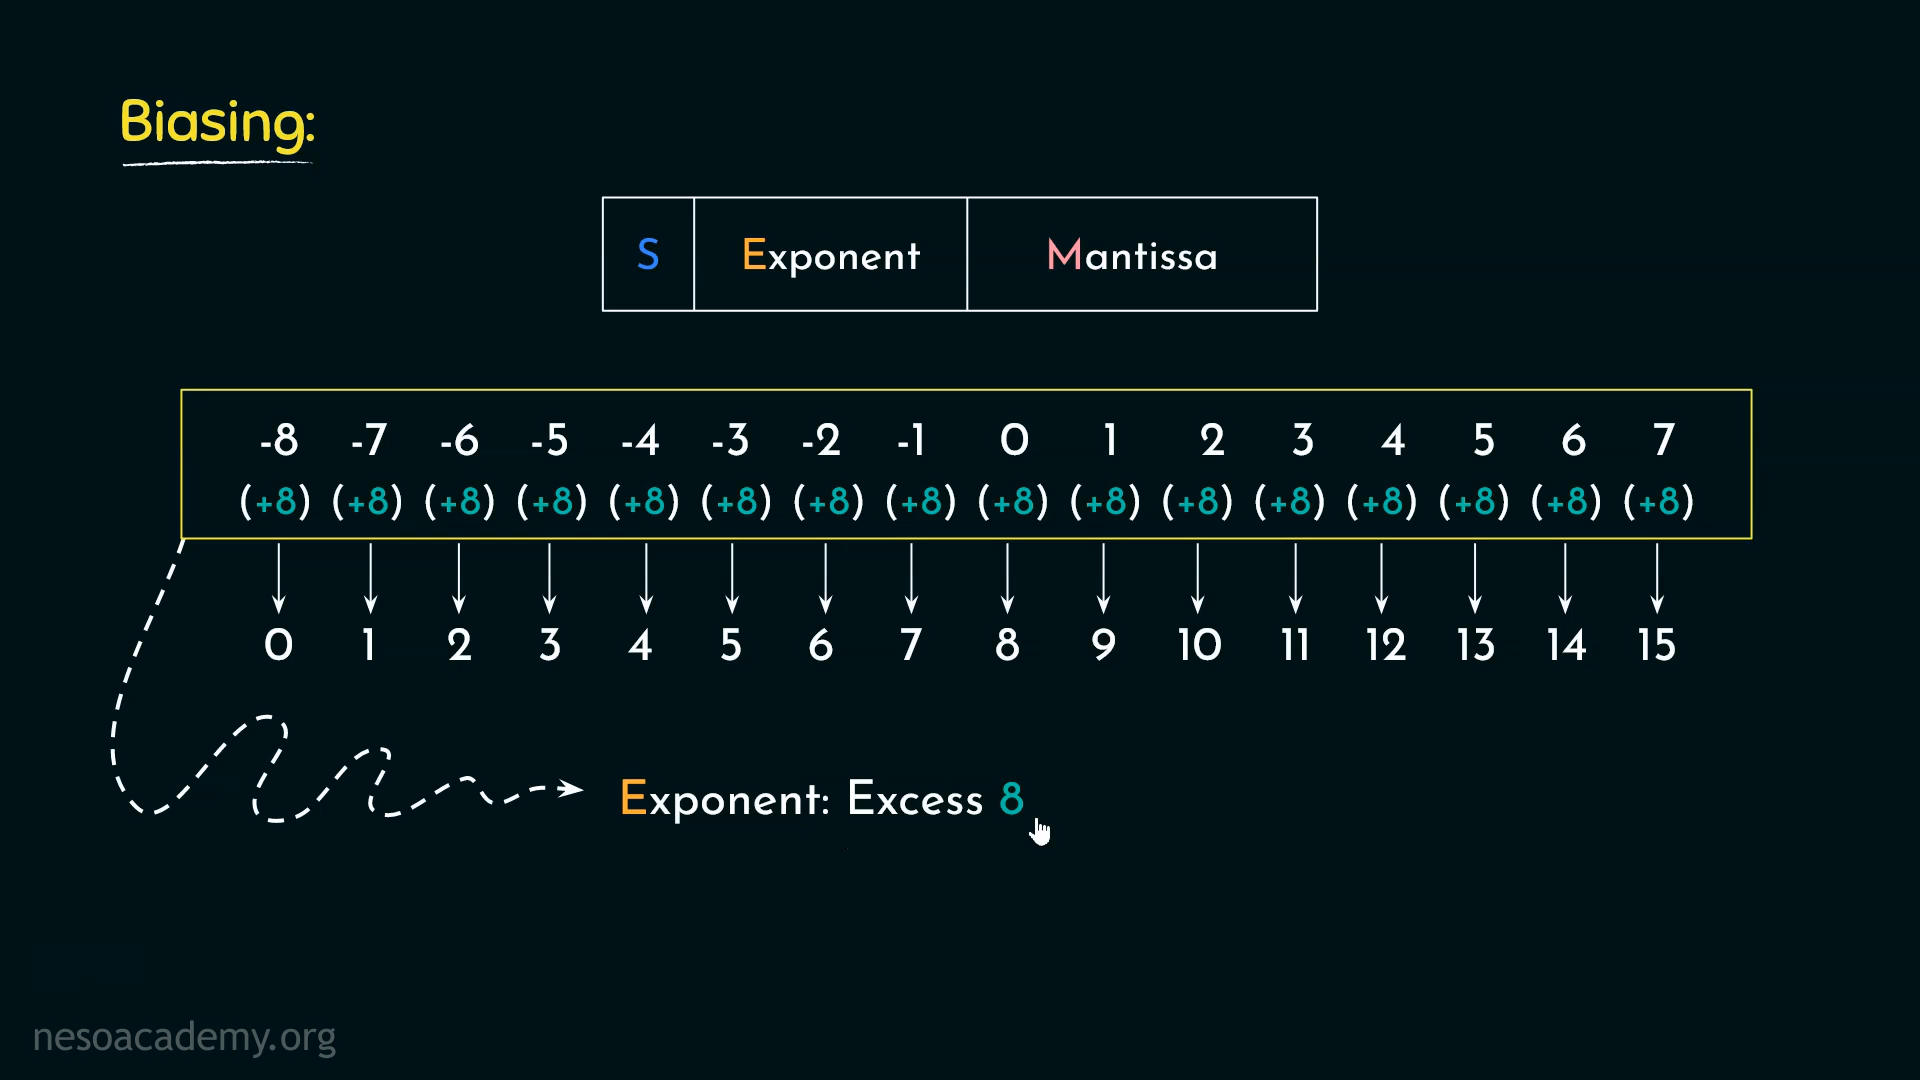 Biasing:
S Exponent Mantissa
-8 -7 -6 -5 -4 -3 -2 -1 0 1 2 3 4 5 6 7
(+8) (+8) (+8) (+8) (+8) (+8) (+8) (+8) (+8) (+8) (+8) (+8) (+8) (+8) (+8) (+8)
0 1 2 3 4 5 6 7 8 9 10 11 12 13 14 15
Exponent: Excess 8
nesoacademy.org